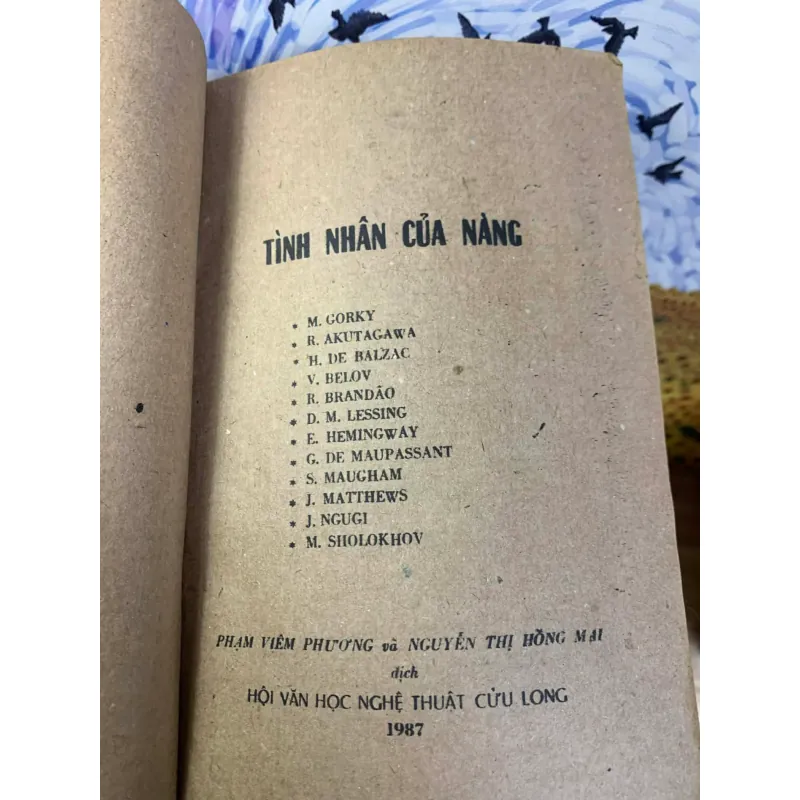 TÌNH NHÂN CỦA NÀNG
* M. GORKY
* R. AKUTAGAWA
* H. DE BALZAC
* V. BELOV
* R. BRANDÃO
* D. M. LESSING
* E. HEMINGWAY
* G. DE MAUPASSANT
* S. MAUGHAM
* J. MATTHEWS
* J. NGUGI
* M. SHOLOKHOV
PHẠM VIÊM PHƯƠNG và NGUYỄN THỊ HỒNG MAI
dịch
HỘI VĂN HỌC NGHỆ THUẬT CỬU LONG
1987